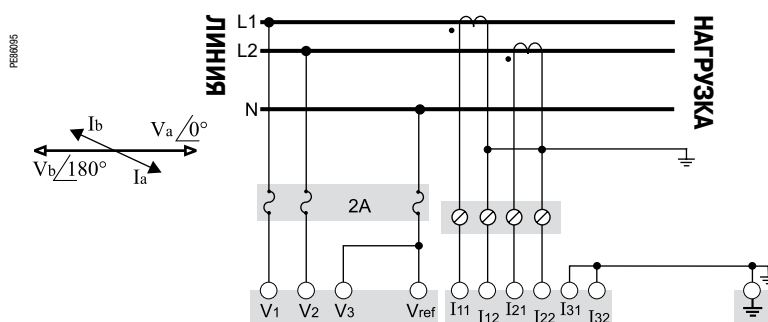 PE86095
ЛИНИЯ
L1
L2
N
НАГРУЗКА
Ib
Va/0°
Vb/180°
Ia
2A
V1
V2
V3
Vref
I11
I12
I21
I22
I31
I32